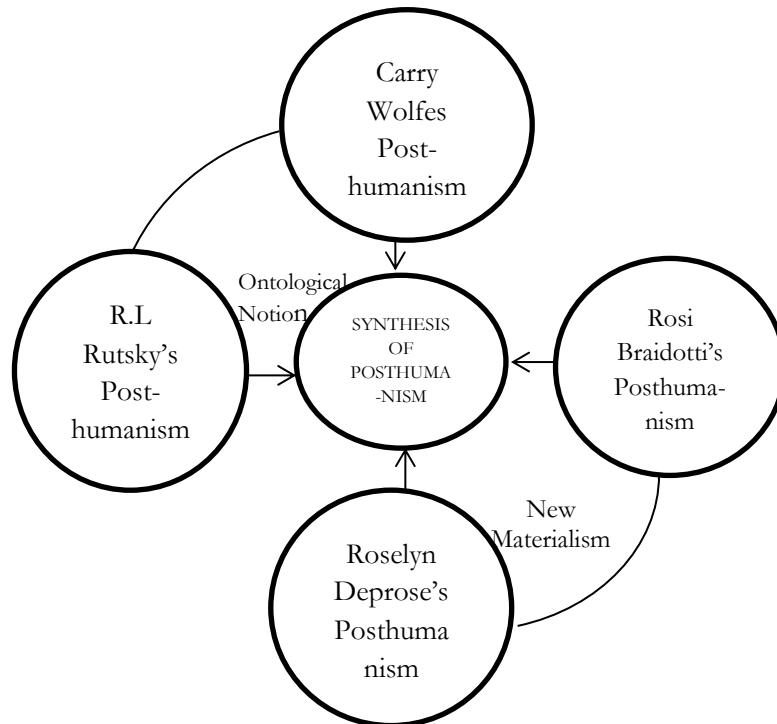 Carry
Wolfes
Post-
humanism
Ontological
Notion
R.L
Rutsky's
Post-
humanism
SYNTHESIS
OF
POSTHUMA
-NISM
Rosi
Braidotti's
Posthuma-
nism
New
Materialism
Roselyn
Deprose's
Posthuma
nism